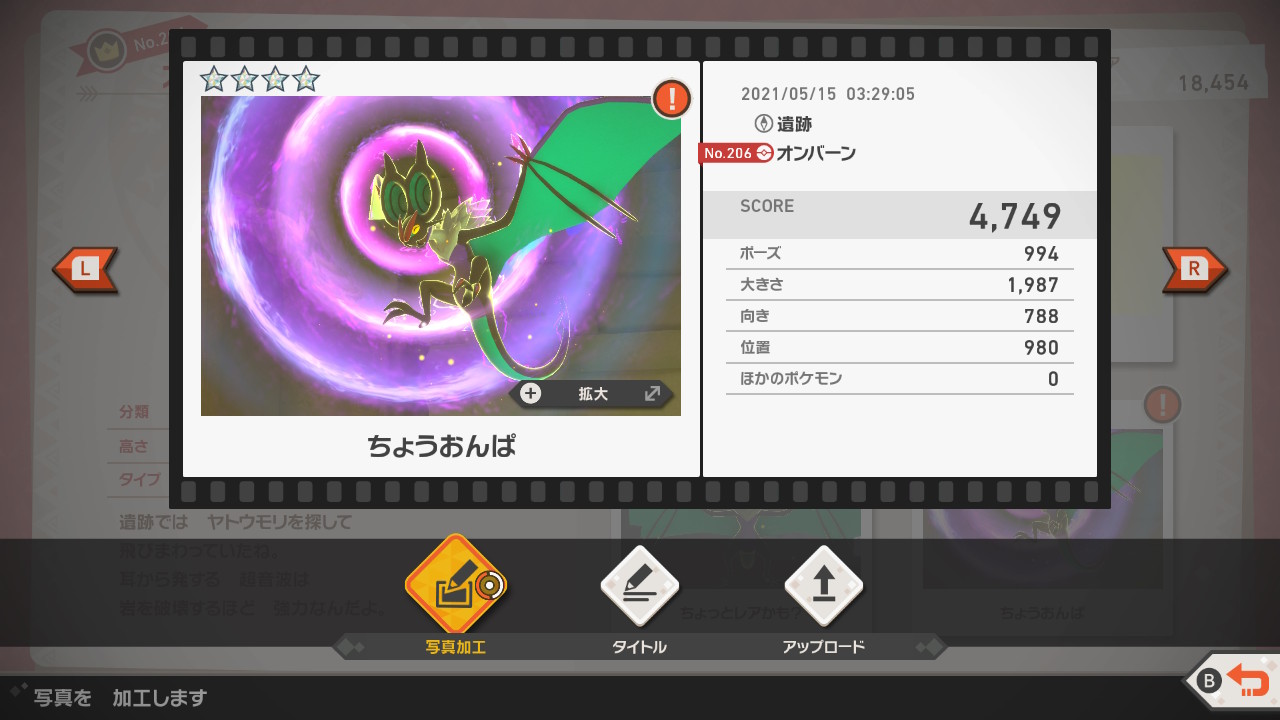 No.2
18,454
2021/05/15 03:29:05
遺跡
No.206 オンバーン
SCORE
4,749
ポーズ 994
大きさ 1,987
向き 788
位置 980
ほかのポケモン 0
L
R
!
拡大
ちょうおんぱ
分類
高さ
タイプ
!
遺跡では ヤトウモリを探して
飛びまわっていたね。
耳から発する 超音波は
岩を破壊するほど 強力なんだよ。
ちょっとレアかも?
ちょうおんぱ
写真加工
タイトル
アップロード
写真を 加工します
B